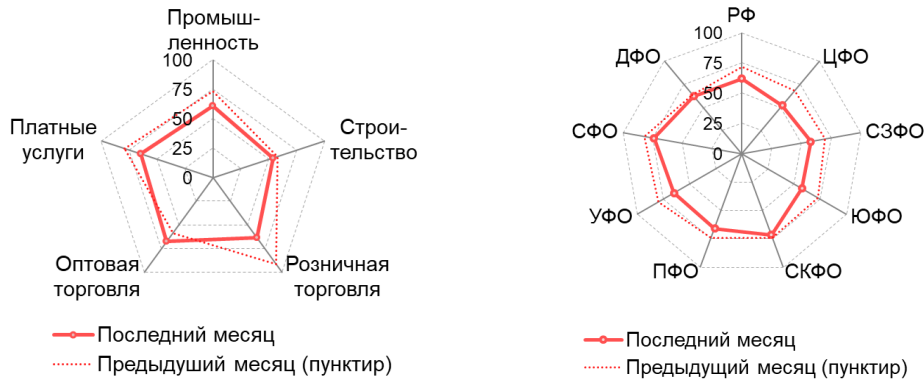 Промыш-
ленность
100
75
50
25
0
Строи-
тельство
Розничная
торговля
Оптовая
торговля
Платные
услуги
Последний месяц
Предыдуший месяц (пунктир)
РФ
100
75
50
25
0
ЦФО
СЗФО
ЮФО
СКФО
ПФО
УФО
СФО
ДФО
Последний месяц
Предыдущий месяц (пунктир)